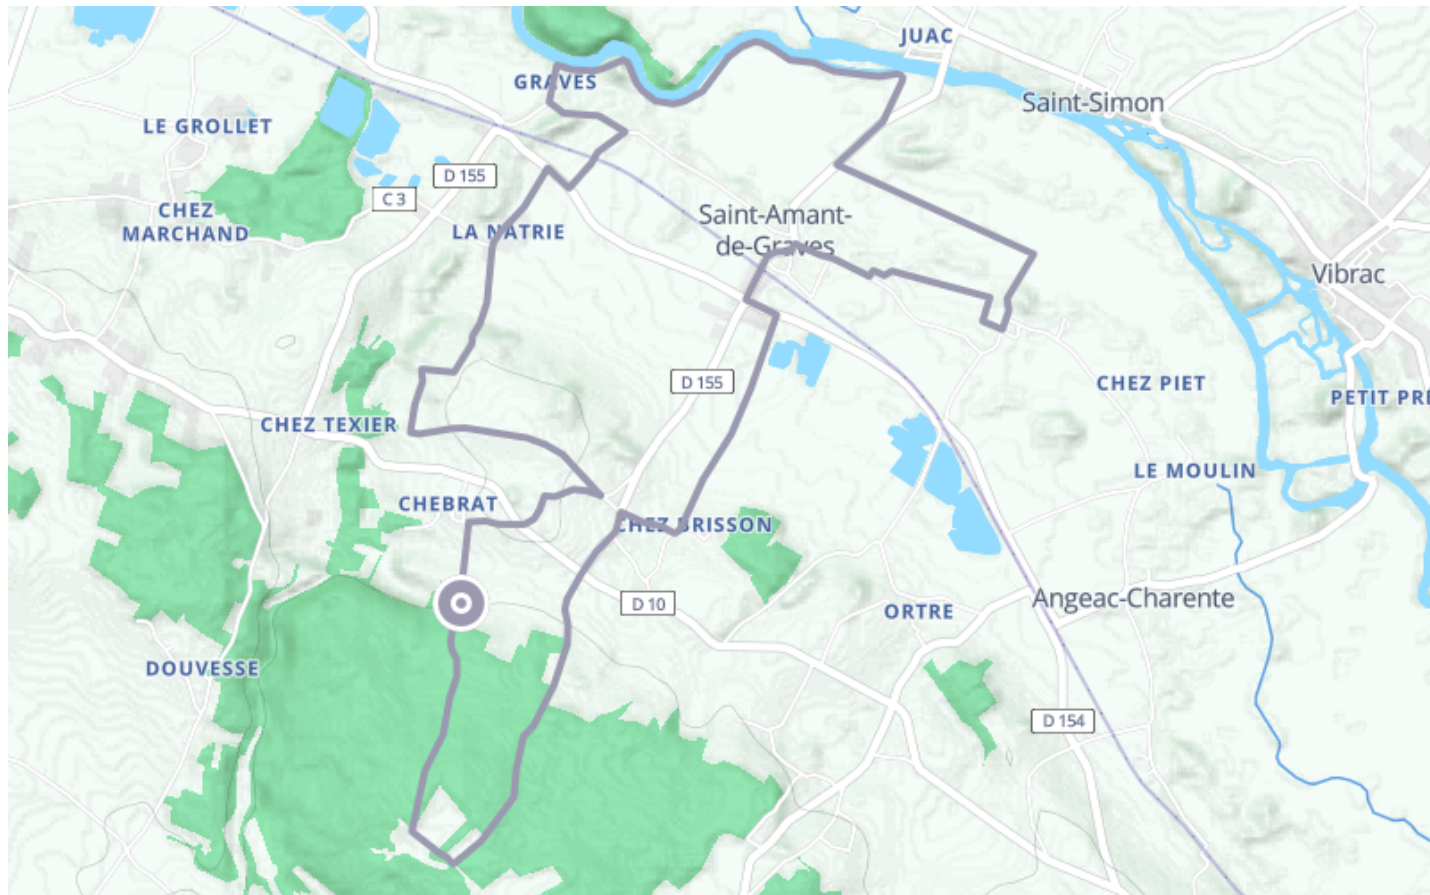 JUAC
GRAVES
Saint-Simon
LE GROLLET
D 155
C 3
CHEZ
MARCHAND
LA NATRIE
Saint-Amant-
de-Graves
Vibrac
D 155
CHEZ PIET
PETIT PRÉ
CHEZ TEXIER
LE MOULIN
CHEBRAT
CHEZ BRISSON
D 10
Angeac-Charente
ORTRE
DOUVESSE
D 154